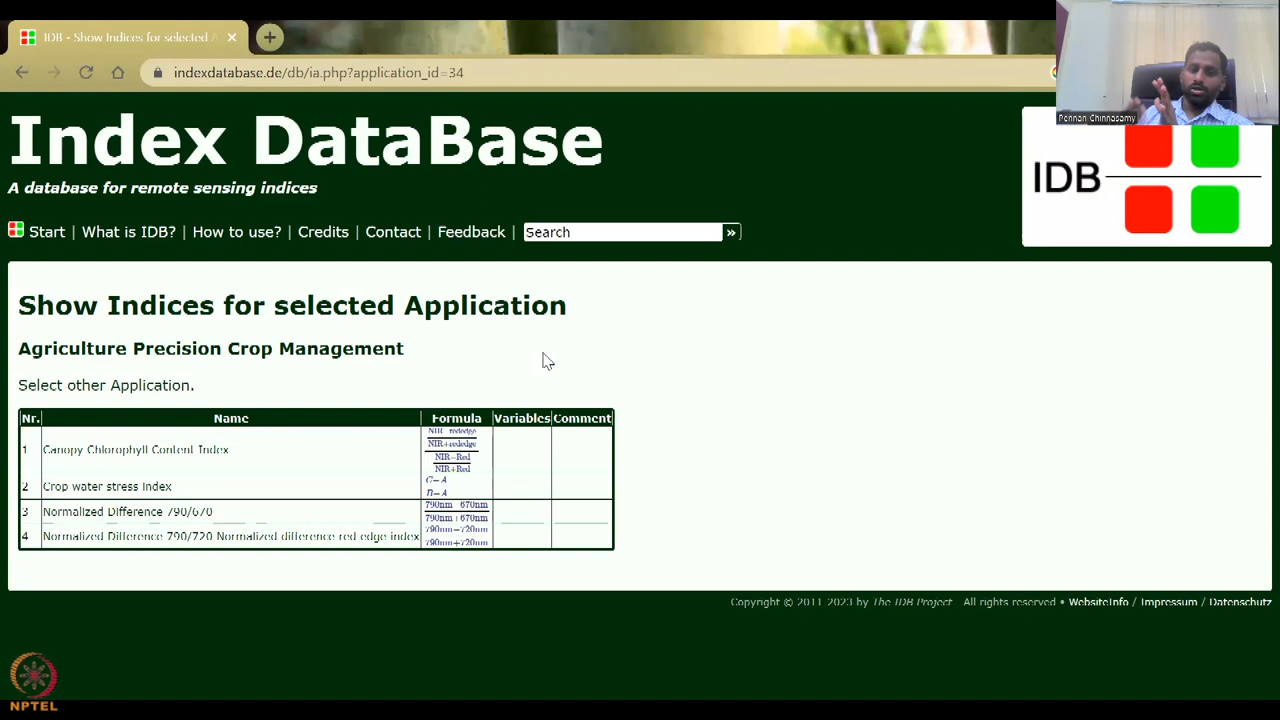 IDB - Show Indices for selected A
indexdatabase.de/db/ia.php?application_id=34
Pennan Chinnasamy
Index DataBase
A database for remote sensing indices
IDB
Start | What is IDB? | How to use? | Credits | Contact | Feedback | Search »
Show Indices for selected Application
Agriculture Precision Crop Management
Select other Application.
Nr. Name Formula Variables Comment
1 Canopy Chlorophyll Content Index
NIR−rededge
NIR+rededge
NIR−Red
NIR+Red
2 Crop water stress Index
C−A
B−A
3 Normalized Difference 790/670
790nm−670nm
790nm+670nm
4 Normalized Difference 790/720 Normalized difference red edge index
790nm−720nm
790nm+720nm
Copyright © 2011-2023 by The IDB Project - All rights reserved • WebsiteInfo / Impressum / Datenschutz
NPTEL